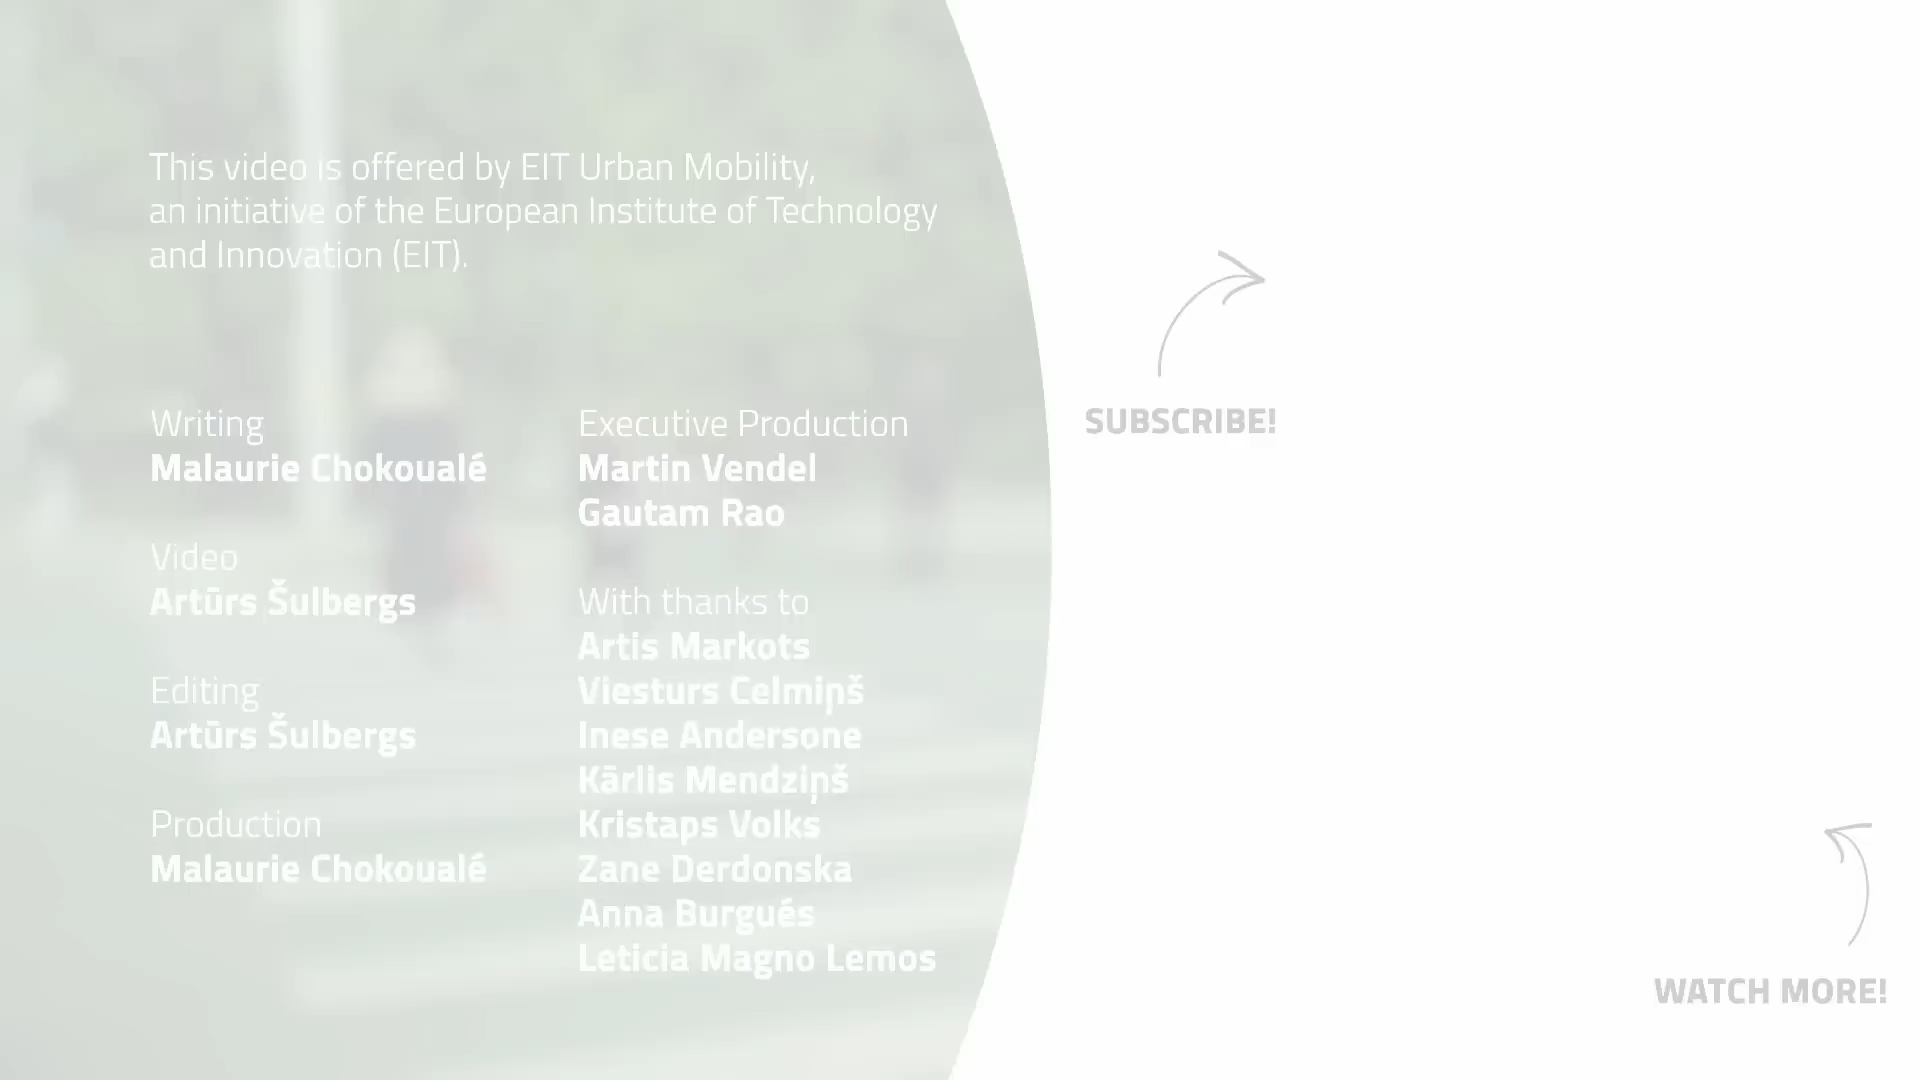 This video is offered by EIT Urban Mobility,
an initiative of the European Institute of Technology
and Innovation (EIT).
Writing
Malaurie Chokoualé
Video
Artūrs Šulbergs
Editing
Artūrs Šulbergs
Production
Malaurie Chokoualé
Executive Production
Martin Vendel
Gautam Rao
With thanks to
Artis Markots
Viesturs Celmiņš
Inese Andersone
Kārlis Mendziņš
Kristaps Volks
Zane Derdonska
Anna Burgués
Leticia Magno Lemos
SUBSCRIBE!
WATCH MORE!